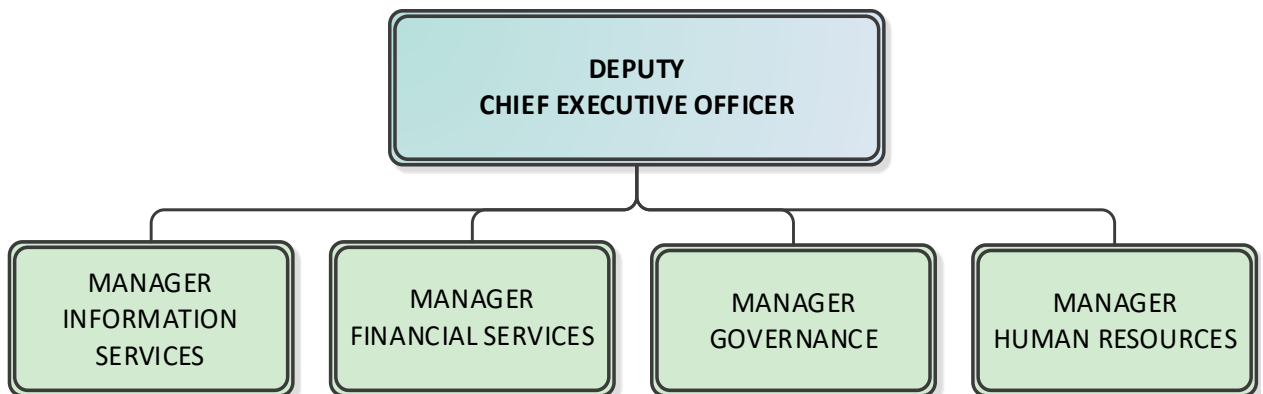 DEPUTY
CHIEF EXECUTIVE OFFICER
MANAGER
INFORMATION
SERVICES
MANAGER
FINANCIAL SERVICES
MANAGER
GOVERNANCE
MANAGER
HUMAN RESOURCES